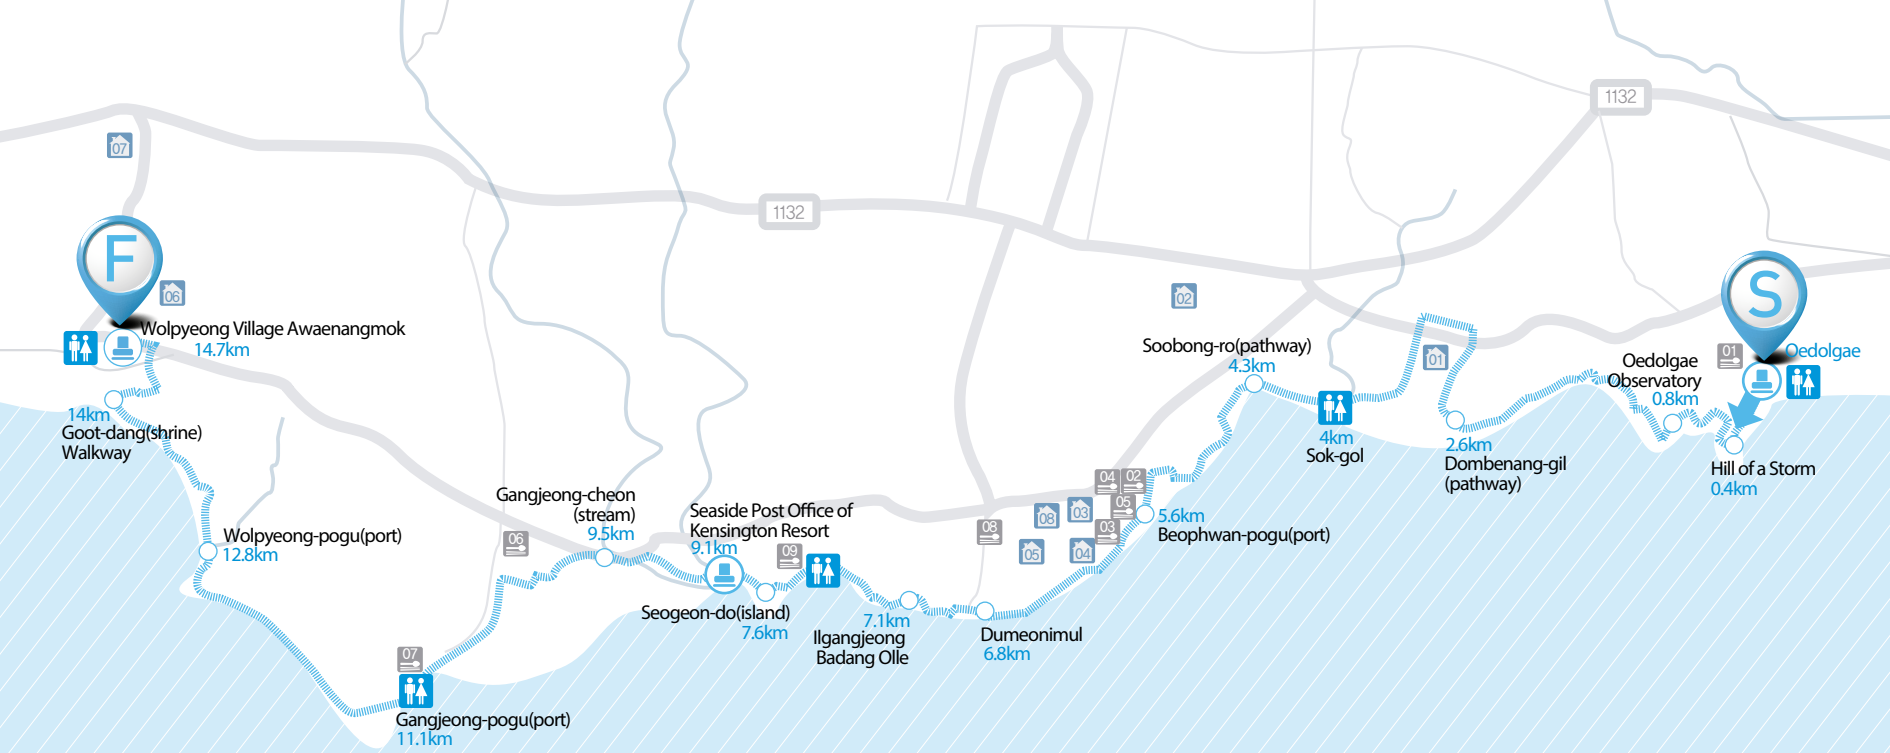 1132
07
1132
F
S
06
02
Wolpyeong Village Awaenangmok
14.7km
Soobong-ro(pathway)
4.3km
01
01
Oedolgae
Oedolgae
Observatory
0.8km
14km
Goot-dang(shrine)
Walkway
4km
Sok-gol
2.6km
Dombenang-gil
(pathway)
Hill of a Storm
0.4km
04
02
05
03
08
03
05
04
08
5.6km
Beophwan-pogu(port)
Gangjeong-cheon
(stream)
9.5km
Seaside Post Office of
Kensington Resort
9.1km
09
06
Wolpyeong-pogu(port)
12.8km
Seogeon-do(island)
7.6km
7.1km
Ilgangjeong
Badang Olle
Dumeonimul
6.8km
07
Gangjeong-pogu(port)
11.1km